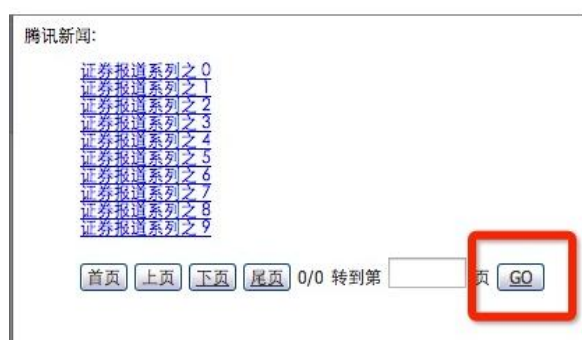 腾讯新闻:
证券报道系列之 0
证券报道系列之 1
证券报道系列之 2
证券报道系列之 3
证券报道系列之 4
证券报道系列之 5
证券报道系列之 6
证券报道系列之 7
证券报道系列之 8
证券报道系列之 9
首页 上页 下页 尾页 0/0 转到第 页 GO